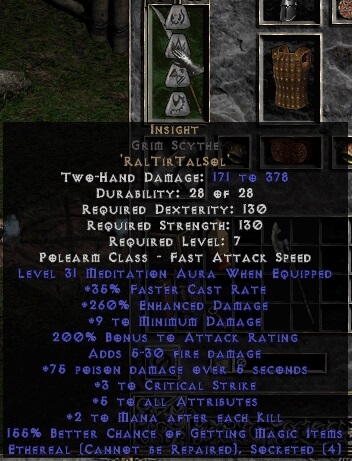 Insight
Grim Scythe
'RalTirTalSol'
Two-Hand Damage: 171 to 378
Durability: 28 of 28
Required Dexterity: 130
Required Strength: 130
Required Level: 7
Polearm Class - Fast Attack Speed
Level 31 Meditation Aura When Equipped
+35% Faster Cast Rate
+260% Enhanced Damage
+9 to Minimum Damage
200% Bonus to Attack Rating
Adds 5-30 fire damage
+75 poison damage over 5 seconds
+3 to Critical Strike
+5 to all Attributes
+2 to Mana after each Kill
155% Better Chance of Getting Magic Items
Ethereal (Cannot be Repaired), Socketed (4)